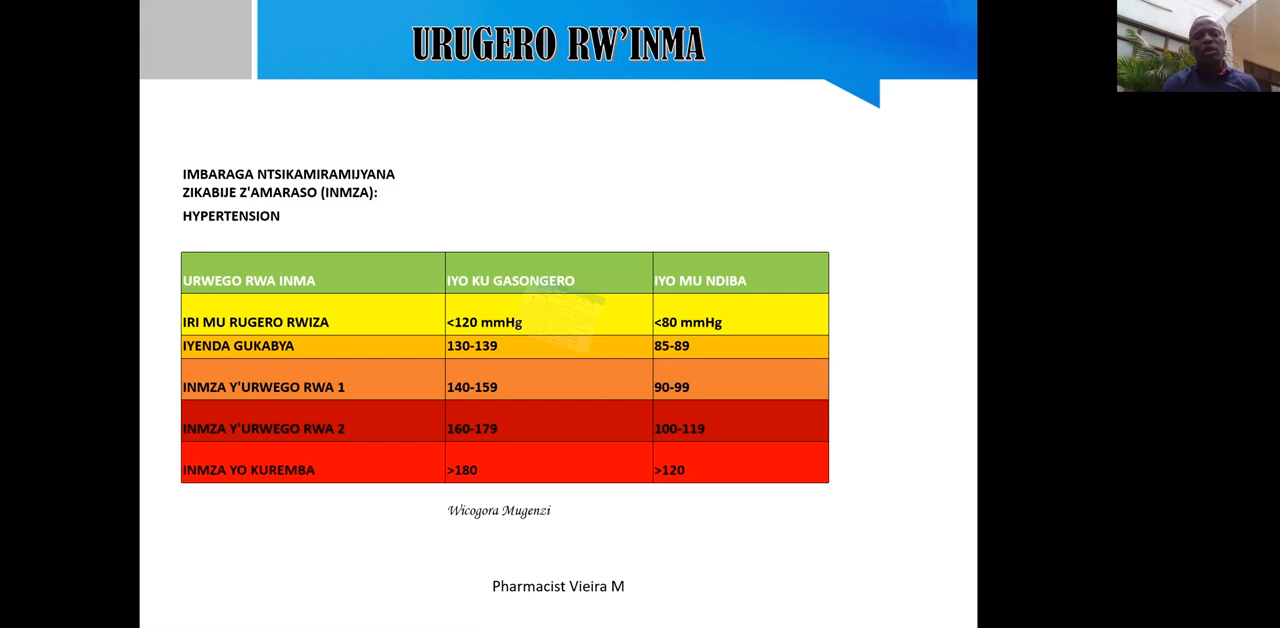 URUGERO RW'INMA
IMBARAGA NTSIKAMIRAMIJYANA
ZIKABIJE Z'AMARASO (INMZA):
HYPERTENSION
URWEGO RWA INMA IYO KU GASONGERO IYO MU NDIBA
IRI MU RUGERO RWIZA <120 mmHg <80 mmHg
IYENDA GUKABYA 130-139 85-89
INMZA Y'URWEGO RWA 1 140-159 90-99
INMZA Y'URWEGO RWA 2 160-179 100-119
INMZA YO KUREMBA >180 >120
Wicogora Mugenzi
Pharmacist Vieira M